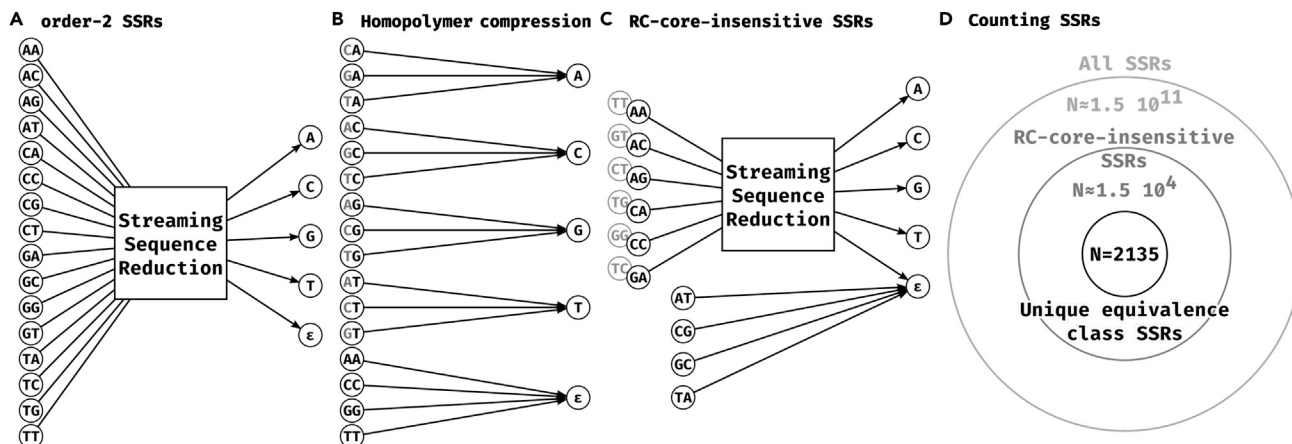 A order-2 SSRs
AA
AC
AG
AT
CA
CC
CG
CT
GA
GC
GG
GT
TA
TC
TG
TT
Streaming
Sequence
Reduction
A
C
G
T
ε
B Homopolymer compression
CA
GA
TA
A
AC
GC
TC
C
AG
CG
TG
G
AT
CT
GT
T
AA
CC
GG
TT
ε
C RC-core-insensitive SSRs
TT AA
GT AC
CT AG
TG CA
GG CC
TC GA
Streaming
Sequence
Reduction
A
C
G
T
ε
AT
CG
GC
TA
D Counting SSRs
All SSRs
N≈1.5 10¹¹
RC-core-insensitive
SSRs
N≈1.5 10⁴
N=2135
Unique equivalence
class SSRs